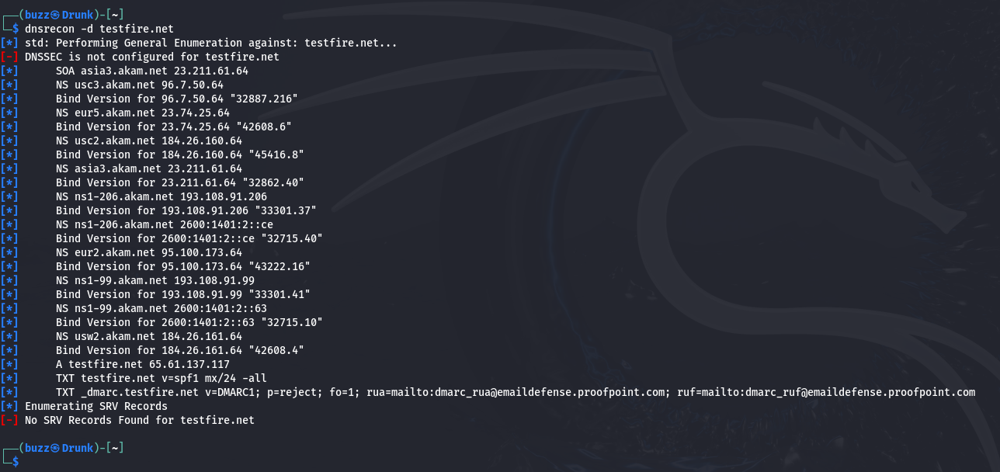 ┌──(buzz㉿Drunk)-[~]
└─$ dnsrecon -d testfire.net
[*] std: Performing General Enumeration against: testfire.net...
[-] DNSSEC is not configured for testfire.net
[*]      SOA asia3.akam.net 23.211.61.64
[*]      NS usc3.akam.net 96.7.50.64
[*]      Bind Version for 96.7.50.64 "32887.216"
[*]      NS eur5.akam.net 23.74.25.64
[*]      Bind Version for 23.74.25.64 "42608.6"
[*]      NS usc2.akam.net 184.26.160.64
[*]      Bind Version for 184.26.160.64 "45416.8"
[*]      NS asia3.akam.net 23.211.61.64
[*]      Bind Version for 23.211.61.64 "32862.40"
[*]      NS ns1-206.akam.net 193.108.91.206
[*]      Bind Version for 193.108.91.206 "33301.37"
[*]      NS ns1-206.akam.net 2600:1401:2::ce
[*]      Bind Version for 2600:1401:2::ce "32715.40"
[*]      NS eur2.akam.net 95.100.173.64
[*]      Bind Version for 95.100.173.64 "43222.16"
[*]      NS ns1-99.akam.net 193.108.91.99
[*]      Bind Version for 193.108.91.99 "33301.41"
[*]      NS ns1-99.akam.net 2600:1401:2::63
[*]      Bind Version for 2600:1401:2::63 "32715.10"
[*]      NS usw2.akam.net 184.26.161.64
[*]      Bind Version for 184.26.161.64 "42608.4"
[*]      A testfire.net 65.61.137.117
[*]      TXT testfire.net v=spf1 mx/24 -all
[*]      TXT _dmarc.testfire.net v=DMARC1; p=reject; fo=1; rua=mailto:dmarc_rua@emaildefense.proofpoint.com; ruf=mailto:dmarc_ruf@emaildefense.proofpoint.com
[*] Enumerating SRV Records
[-] No SRV Records Found for testfire.net
┌──(buzz㉿Drunk)-[~]
└─$